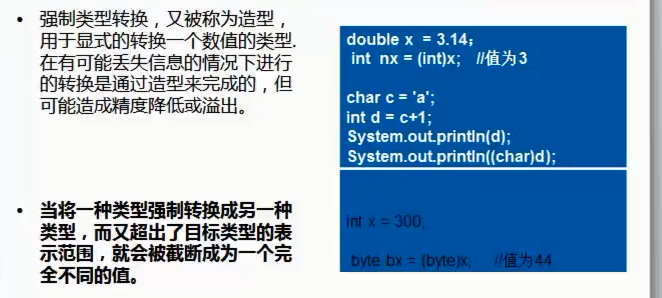 • 强制类型转换，又被称为造型，
用于显式的转换一个数值的类型.
在有可能丢失信息的情况下进行
的转换是通过造型来完成的，但
可能造成精度降低或溢出。
double x  = 3.14；
int  nx = (int)x;   //值为3
char c = 'a';
int d = c+1;
System.out.println(d);
System.out.println((char)d);
• 当将一种类型强制转换成另一种
类型，而又超出了目标类型的表
示范围，就会被截断成为一个完
全不同的值。
int x = 300;
byte bx = (byte)x;    //值为44